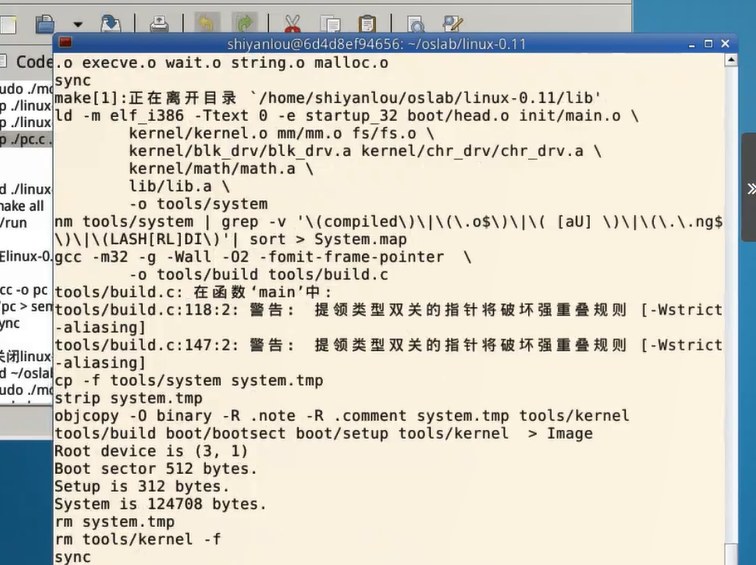 shiyanlou@6d4d8ef94656: ~/oslab/linux-0.11
Code
udo ./mo
p ./linux
p ./linux
p ./pc.c .
d ./linux-
make all
/run
linux-0.
cc -o pc
/pc > sem
ync
关闭linux-
d ~/oslab
udo ./mo
.o execve.o wait.o string.o malloc.o
sync
make[1]:正在离开目录 `/home/shiyanlou/oslab/linux-0.11/lib'
ld -m elf_i386 -Ttext 0 -e startup_32 boot/head.o init/main.o \
kernel/kernel.o mm/mm.o fs/fs.o \
kernel/blk_drv/blk_drv.a kernel/chr_drv/chr_drv.a \
kernel/math/math.a \
lib/lib.a \
-o tools/system
nm tools/system | grep -v '\(compiled\)\|\(\.o$\)\|\( [aU] \)\|\(\.\.ng$
\)\|\(LASH[RL]DI\)'| sort > System.map
gcc -m32 -g -Wall -O2 -fomit-frame-pointer \
-o tools/build tools/build.c
tools/build.c: 在函数‘main’中:
tools/build.c:118:2: 警告: 提领类型双关的指针将破坏强重叠规则 [-Wstrict
-aliasing]
tools/build.c:147:2: 警告: 提领类型双关的指针将破坏强重叠规则 [-Wstrict
-aliasing]
cp -f tools/system system.tmp
strip system.tmp
objcopy -O binary -R .note -R .comment system.tmp tools/kernel
tools/build boot/bootsect boot/setup tools/kernel > Image
Root device is (3, 1)
Boot sector 512 bytes.
Setup is 312 bytes.
System is 124708 bytes.
rm system.tmp
rm tools/kernel -f
sync